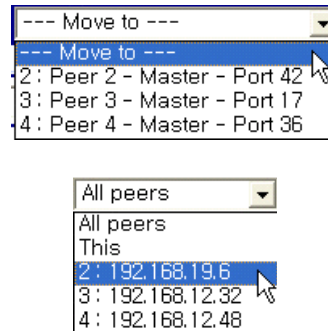 --- Move to ---
--- Move to ---
2 : Peer 2 - Master - Port 42
3 : Peer 3 - Master - Port 17
4 : Peer 4 - Master - Port 36
All peers
All peers
This
2 : 192.168.19.6
3 : 192.168.12.32
4 : 192.168.12.48